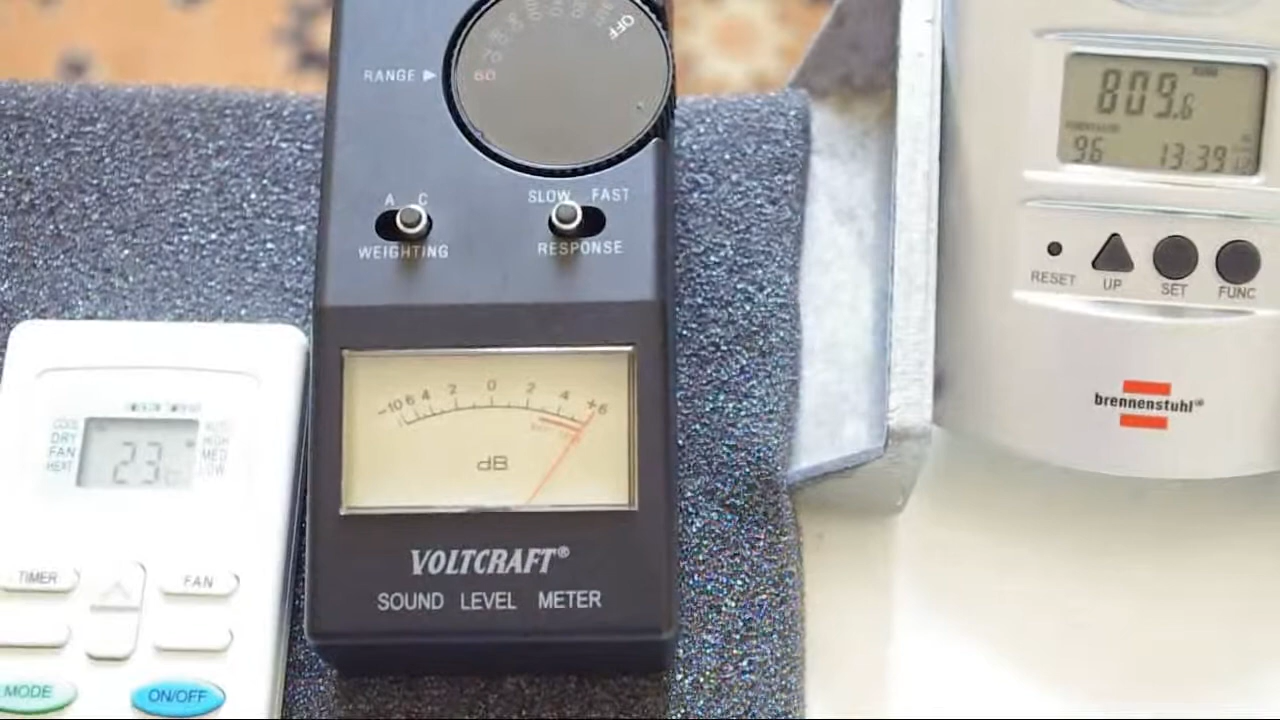 OFF
RANGE ▶
60
A C
WEIGHTING
SLOW FAST
RESPONSE
-10 6 4 2 0 2 4 +6
dB
VOLTCRAFT®
SOUND LEVEL METER
COOL
DRY
FAN
HEAT
AUTO
HIGH
MED
LOW
23
TIMER
FAN
MODE
ON/OFF
809.6
96 13:39
RESET
UP
SET
FUNC
brennenstuhl®